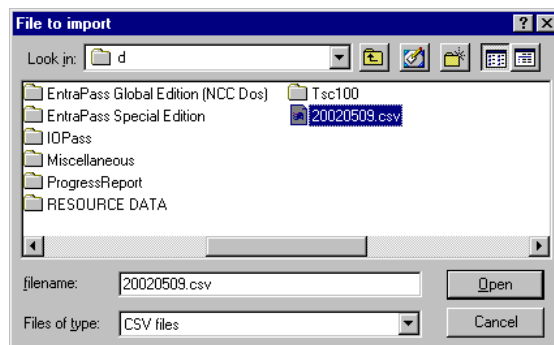 File to import
Look in: d
EntraPass Global Edition (NCC Dos)
EntraPass Special Edition
IOPass
Miscellaneous
ProgressReport
RESOURCE DATA
Tsc100
20020509.csv
filename: 20020509.csv Open
Files of type: CSV files Cancel